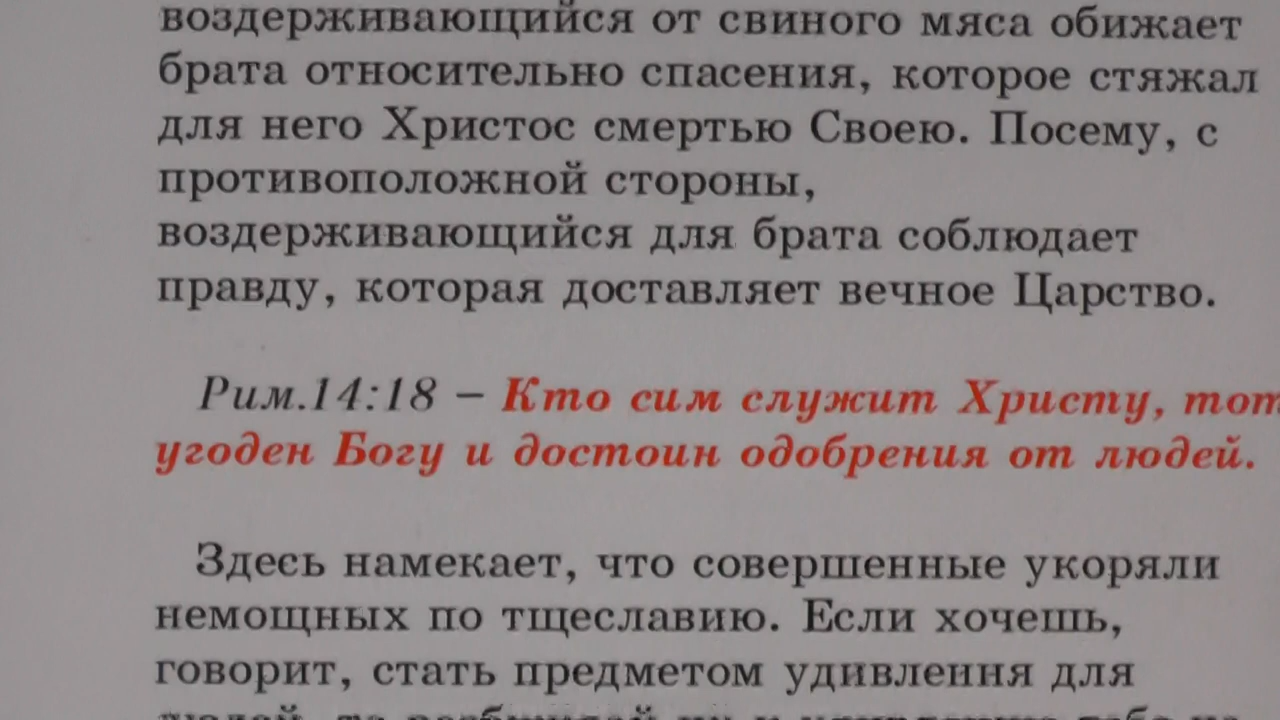 воздерживающийся от свиного мяса обижает
брата относительно спасения, которое стяжал
для него Христос смертью Своею. Посему, с
противоположной стороны,
воздерживающийся для брата соблюдает
правду, которая доставляет вечное Царство.
Рим.14:18 – Кто сим служит Христу, тот
угоден Богу и достоин одобрения от людей.
Здесь намекает, что совершенные укоряли
немощных по тщеславию. Если хочешь,
говорит, стать предметом удивления для